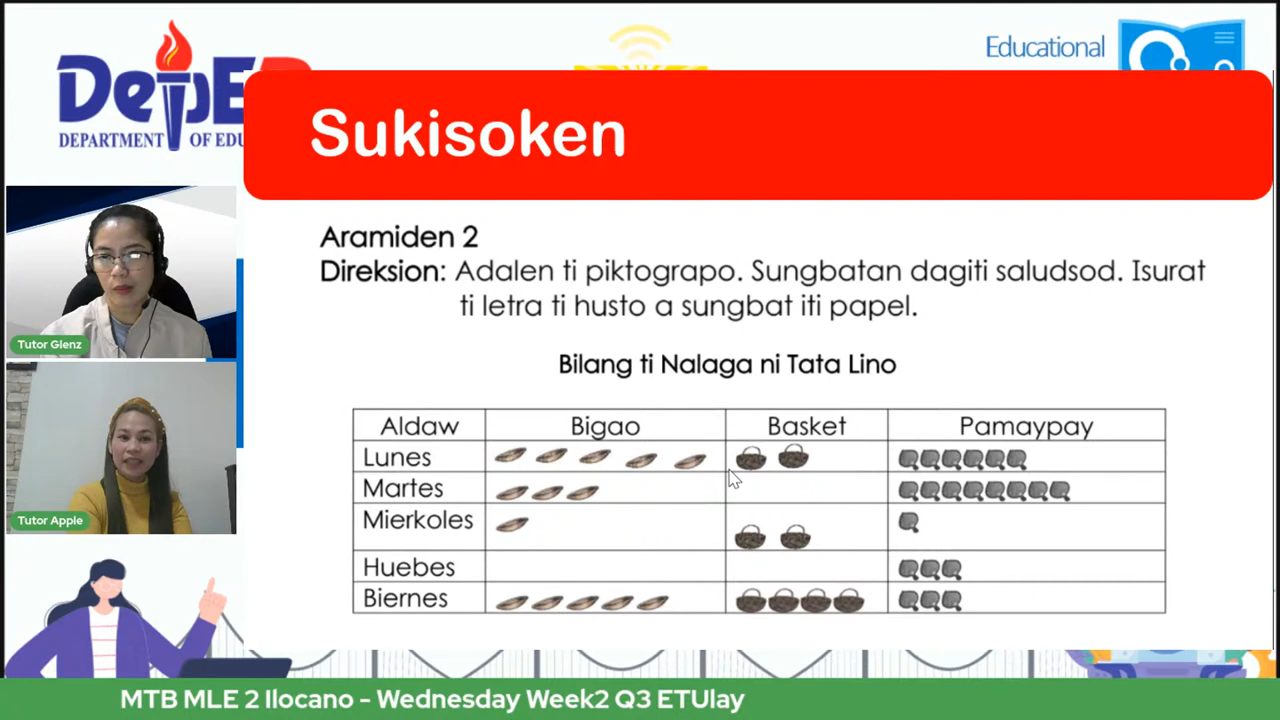 DepED
DEPARTMENT OF EDU
Educational
Sukisoken
Aramiden 2
Direksion: Adalen ti piktograpo. Sungbatan dagiti saludsod. Isurat
ti letra ti husto a sungbat iti papel.
Bilang ti Nalaga ni Tata Lino
Aldaw Bigao Basket Pamaypay
Lunes
Martes
Mierkoles
Huebes
Biernes
Tutor Glenz
Tutor Apple
MTB MLE 2 Ilocano - Wednesday Week2 Q3 ETUlay